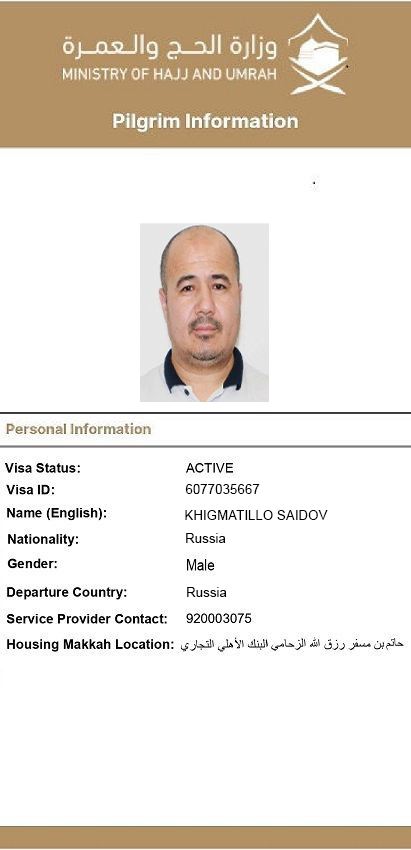 وزارة الحـج والـعمـرة
MINISTRY OF HAJJ AND UMRAH
Pilgrim Information
Personal Information
Visa Status: ACTIVE
Visa ID: 6077035667
Name (English): KHIGMATILLO SAIDOV
Nationality: Russia
Gender: Male
Departure Country: Russia
Service Provider Contact: 920003075
Housing Makkah Location: حاتم بن مسفر رزق الله الزحامي البنك الأهلي التجاري